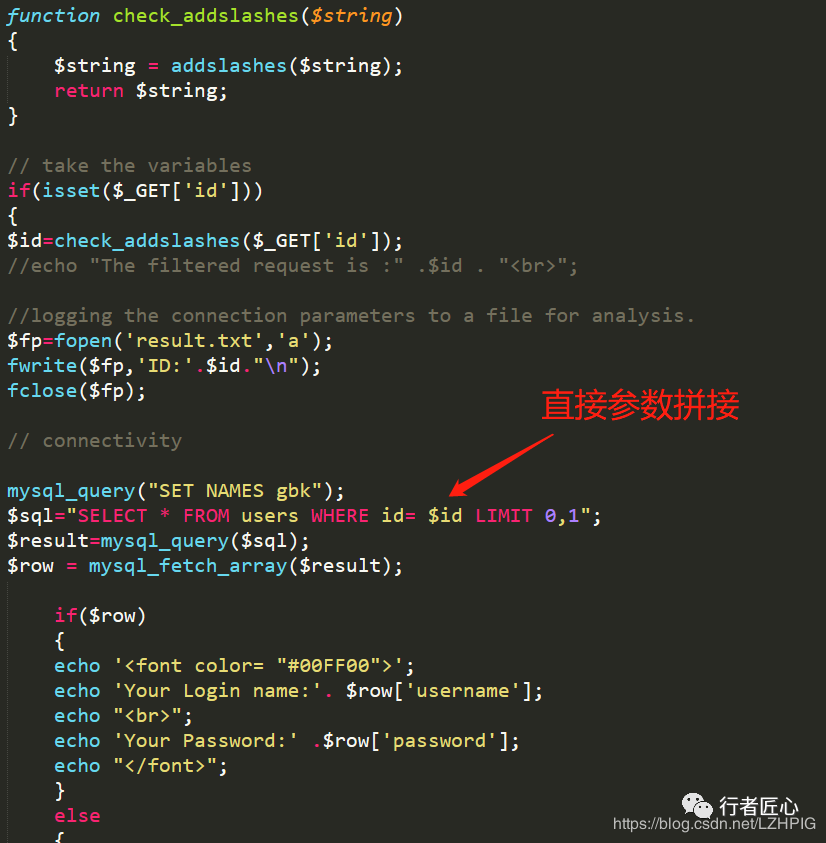 function check_addslashes($string)
{
    $string = addslashes($string);
    return $string;
}
// take the variables
if(isset($_GET['id']))
{
$id=check_addslashes($_GET['id']);
//echo "The filtered request is :" .$id . "<br>";
//logging the connection parameters to a file for analysis.
$fp=fopen('result.txt','a');
fwrite($fp,'ID:'.$id."\n");
fclose($fp);
直接参数拼接
// connectivity
mysql_query("SET NAMES gbk");
$sql="SELECT * FROM users WHERE id= $id LIMIT 0,1";
$result=mysql_query($sql);
$row = mysql_fetch_array($result);
    if($row)
    {
    echo '<font color= "#00FF00">';
    echo 'Your Login name:'. $row['username'];
    echo "<br>";
    echo 'Your Password:' .$row['password'];
    echo "</font>";
    }
    else
    {
行者匠心
https://blog.csdn.net/LZHPIG